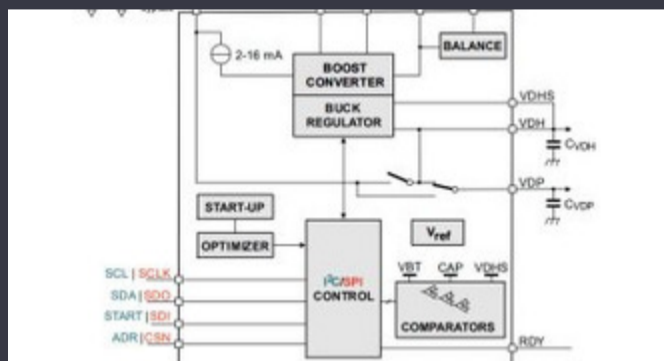 2-16 mA
BALANCE
BOOST
CONVERTER
BUCK
REGULATOR
VDHS
VDH
CVDH
VDP
CVDP
START-UP
OPTIMIZER
Vref
I²C/SPI
CONTROL
VBT CAP VDHS
COMPARATORS
SCL | SCLK
SDA | SDO
START | SDI
ADR | CSN
RDY